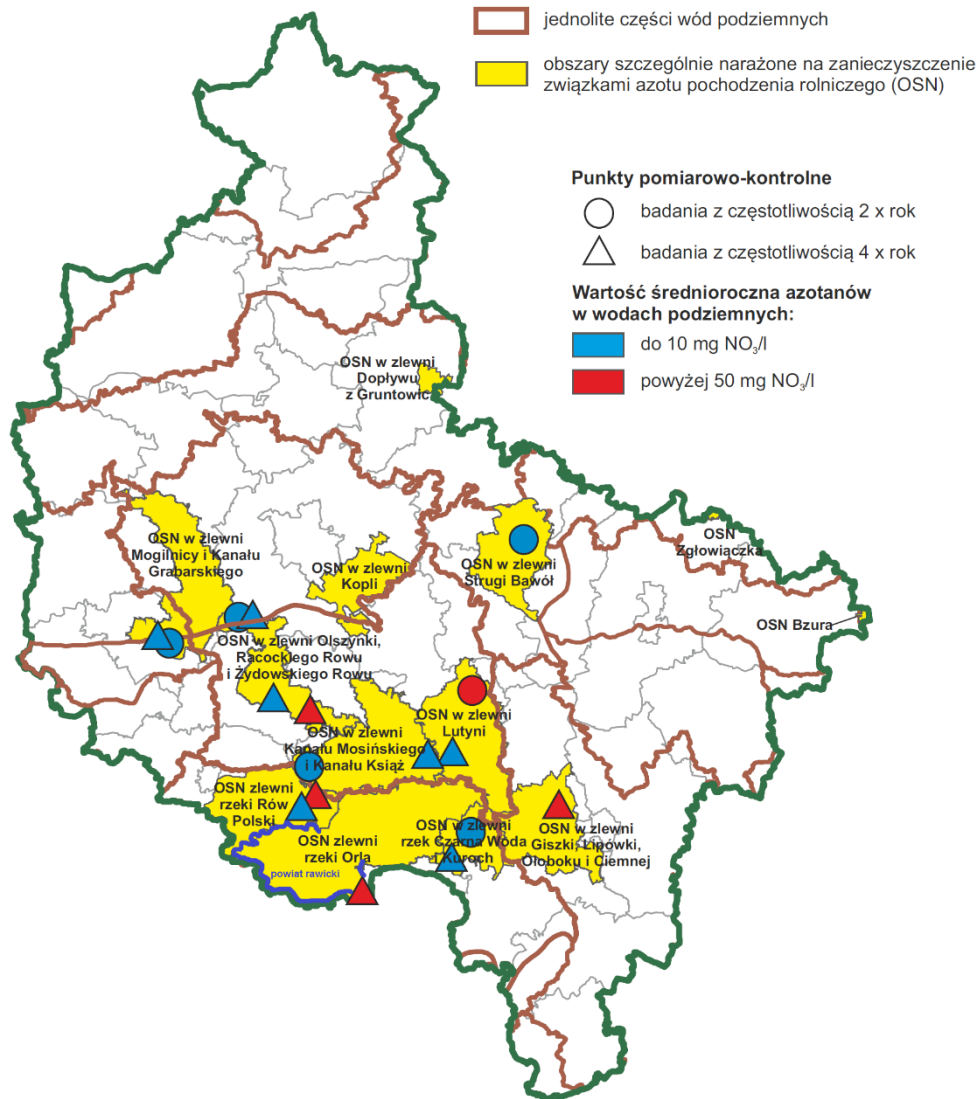 jednolite części wód podziemnych
obszary szczególnie narażone na zanieczyszczenie
związkami azotu pochodzenia rolniczego (OSN)
Punkty pomiarowo-kontrolne
badania z częstotliwością 2 x rok
badania z częstotliwością 4 x rok
Wartość średnioroczna azotanów
w wodach podziemnych:
do 10 mg NO₃/l
powyżej 50 mg NO₃/l
OSN w zlewni
Dopływu
z Gruntowic
OSN w zlewni
Mogilnicy i Kanału
Grabarskiego
OSN w zlewni
Kopli
OSN w zlewni
Strugi Bawół
OSN
Zgłowiączka
OSN Bzura
OSN w zlewni Olszynki,
Racockiego Rowu
i Żydowskiego Rowu
OSN w zlewni
Lutyni
OSN w zlewni
Kanału Mosińskiego
i Kanału Książ
OSN zlewni
rzeki Rów
Polski
OSN zlewni
rzeki Orla
powiat rawicki
OSN w zlewni
rzek Czarna Woda
i Kuroch
OSN w zlewni
Giszki, Lipówki,
Ołoboku i Ciemnej